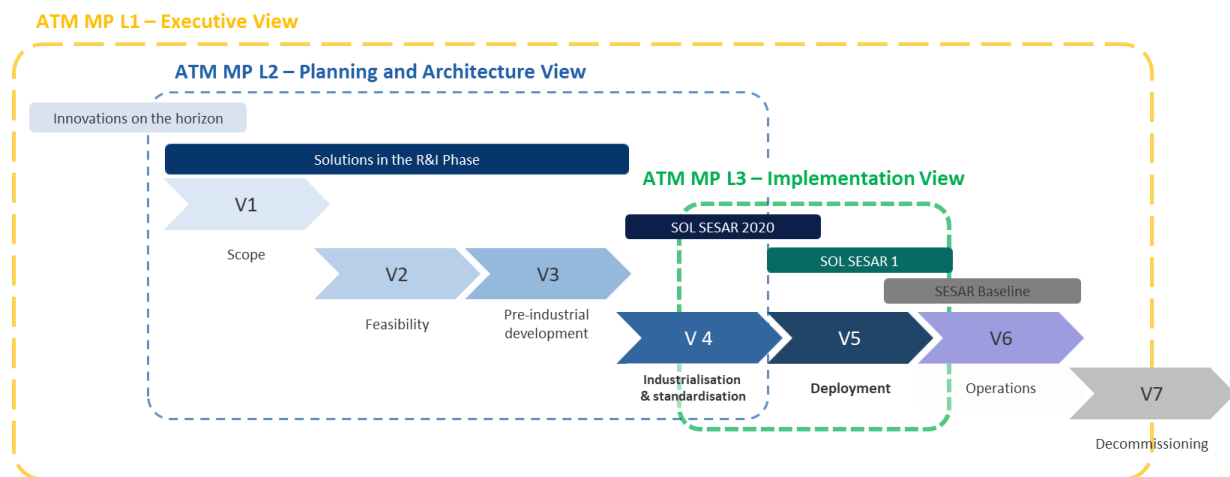 ATM MP L1 – Executive View
ATM MP L2 – Planning and Architecture View
Innovations on the horizon
Solutions in the R&I Phase
ATM MP L3 – Implementation View
V1
SOL SESAR 2020
Scope
SOL SESAR 1
V2
V3
SESAR Baseline
Feasibility
Pre-industrial
development
V 4
V5
V6
Industrialisation
& standardisation
Deployment
Operations
V7
Decommissioning